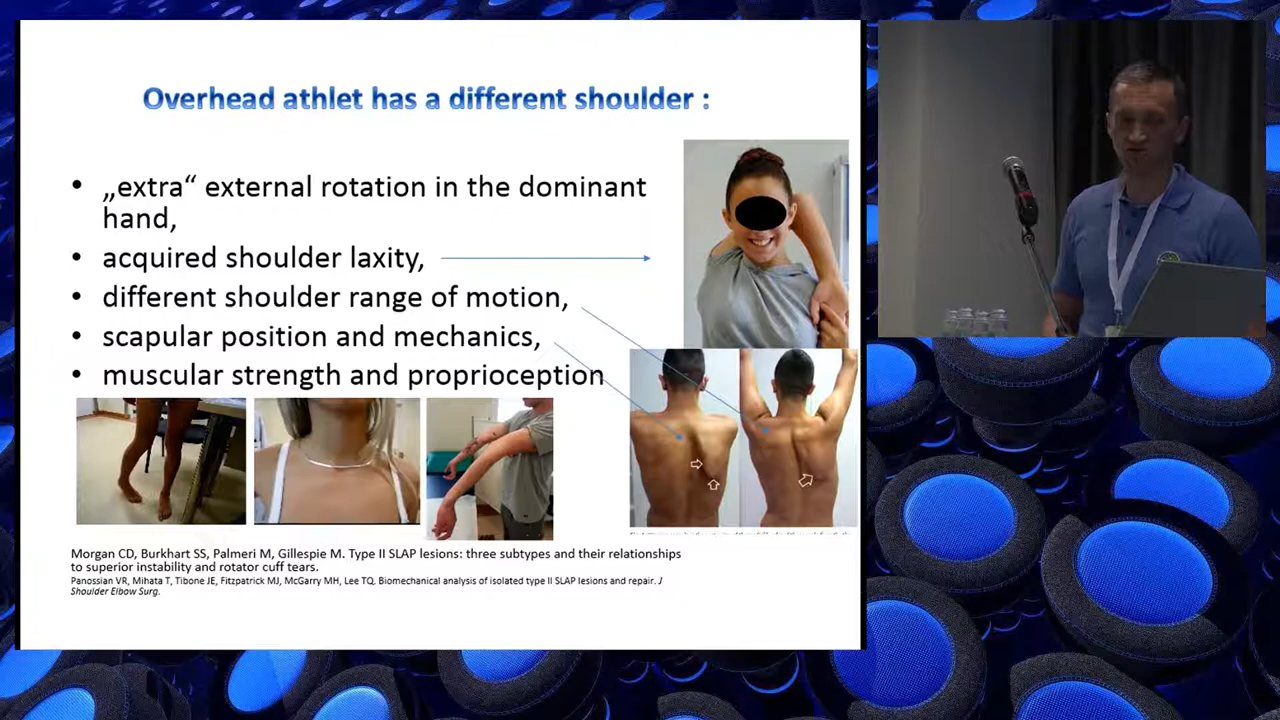 Overhead athlet has a different shoulder :
• „extra“ external rotation in the dominant
hand,
• acquired shoulder laxity,
• different shoulder range of motion,
• scapular position and mechanics,
• muscular strength and proprioception
Morgan CD, Burkhart SS, Palmeri M, Gillespie M. Type II SLAP lesions: three subtypes and their relationships
to superior instability and rotator cuff tears.
Panossian VR, Mihata T, Tibone JE, Fitzpatrick MJ, McGarry MH, Lee TQ. Biomechanical analysis of isolated type II SLAP lesions and repair. J
Shoulder Elbow Surg.